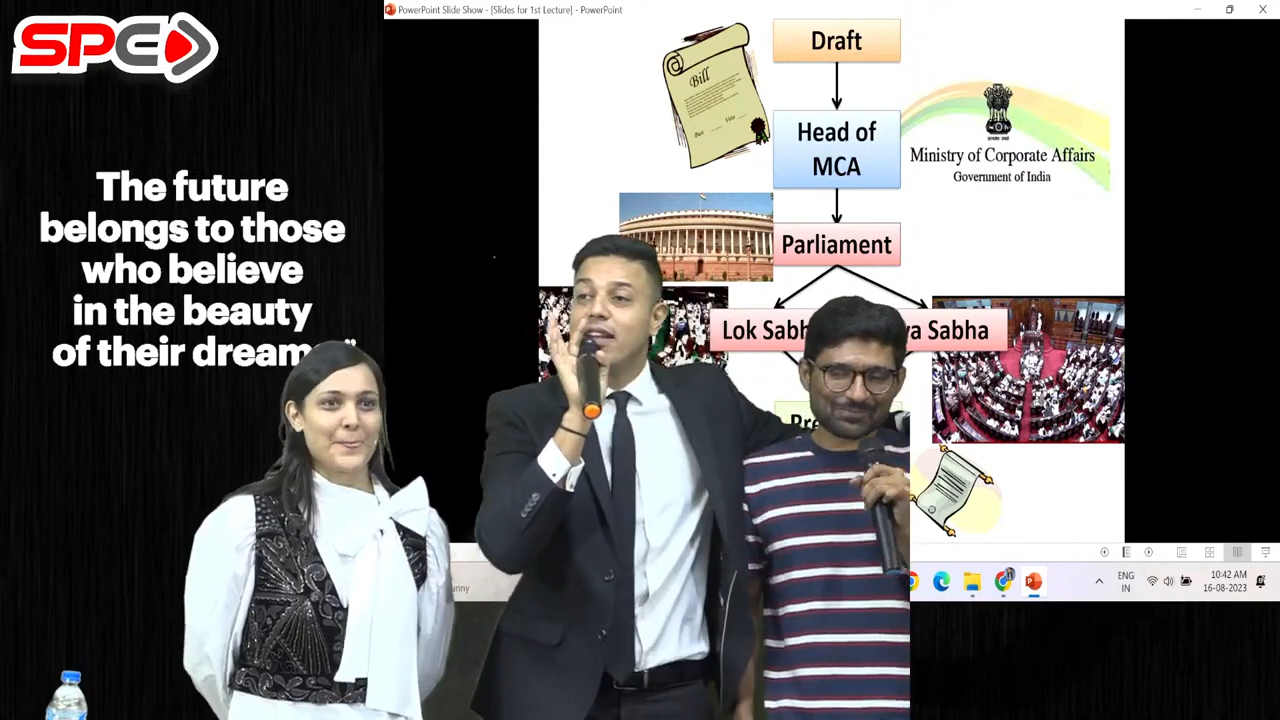 SPE
PowerPoint Slide Show - [Slides for 1st Lecture] - PowerPoint
The future
belongs to those
who believe
in the beauty
of their dream
Bill
Draft
Head of
MCA
Ministry of Corporate Affairs
Government of India
Parliament
Lok Sabh
a Sabha
Pre
ENG
IN
10:42 AM
16-08-2023